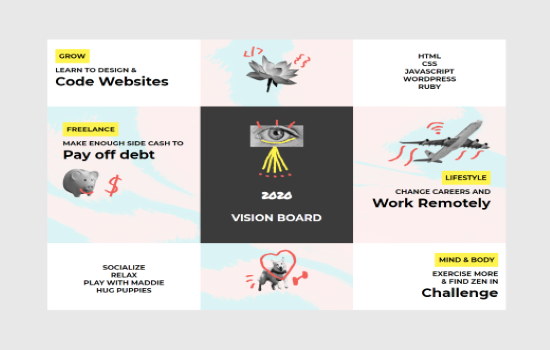 GROW
LEARN TO DESIGN &
Code Websites
HTML
CSS
JAVASCRIPT
WORDPRESS
RUBY
FREELANCE
MAKE ENOUGH SIDE CASH TO
Pay off debt
$
2020
VISION BOARD
LIFESTYLE
CHANGE CAREERS AND
Work Remotely
SOCIALIZE
RELAX
PLAY WITH MADDIE
HUG PUPPIES
MIND & BODY
EXERCISE MORE
& FIND ZEN IN
Challenge